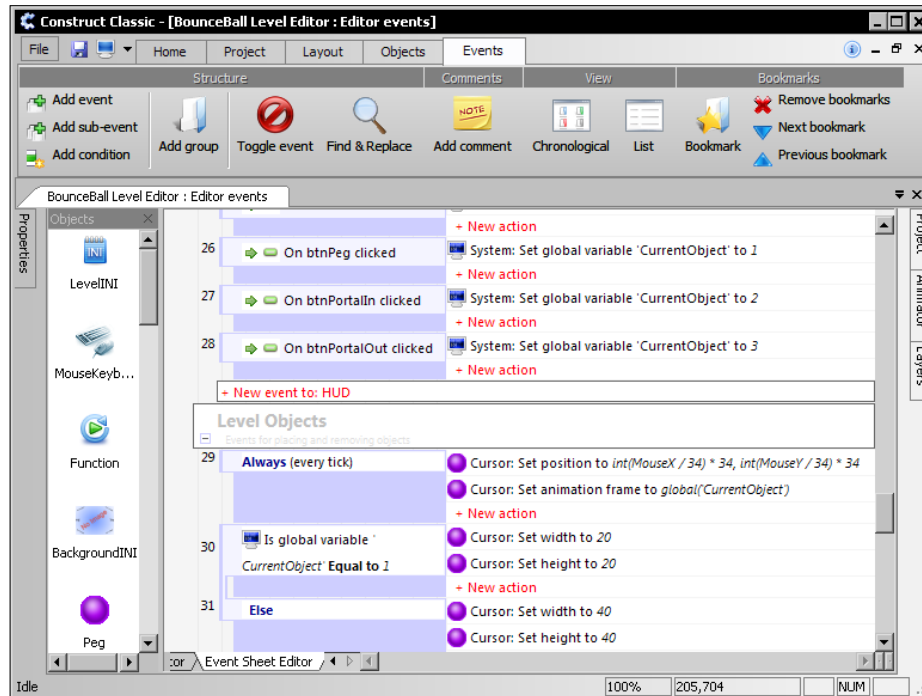 Construct Classic - [BounceBall Level Editor : Editor events]
File Home Project Layout Objects Events
Structure Comments View Bookmarks
Add event
Add sub-event
Add condition
Add group Toggle event Find & Replace Add comment Chronological List Bookmark
NOTE
Remove bookmarks
Next bookmark
Previous bookmark
BounceBall Level Editor : Editor events
Properties
Objects
INI
LevelINI
MouseKeyb...
Function
BackgroundINI
Peg
+ New action
26 On btnPeg clicked System: Set global variable 'CurrentObject' to 1
+ New action
27 On btnPortalIn clicked System: Set global variable 'CurrentObject' to 2
+ New action
28 On btnPortalOut clicked System: Set global variable 'CurrentObject' to 3
+ New action
+ New event to: HUD
Level Objects
Events for placing and removing objects
29 Always (every tick) Cursor: Set position to int(MouseX / 34) * 34, int(MouseY / 34) * 34
Cursor: Set animation frame to global('CurrentObject')
+ New action
30 Is global variable ' Cursor: Set width to 20
CurrentObject' Equal to 1 Cursor: Set height to 20
+ New action
31 Else Cursor: Set width to 40
Cursor: Set height to 40
Project
Animator
Layers
:or Event Sheet Editor
Idle 100% 205,704 NUM